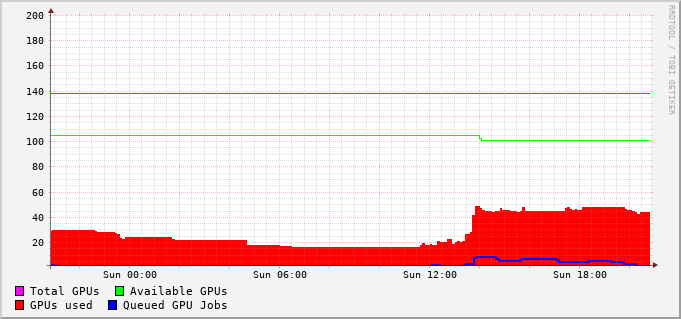 200
180
160
140
120
100
80
60
40
20
Sun 00:00 Sun 06:00 Sun 12:00 Sun 18:00
Total GPUs Available GPUs
GPUs used Queued GPU Jobs
RRDTOOL / TOBI OETIKER